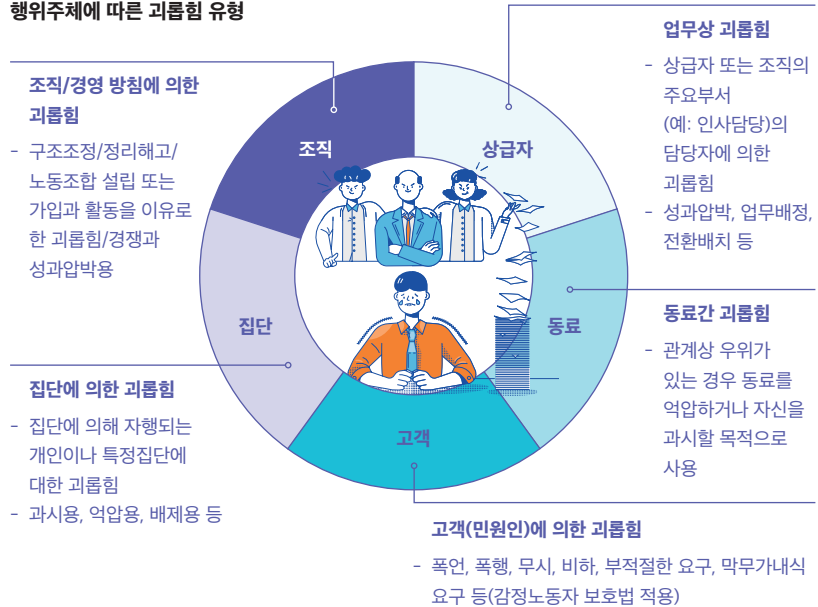 행위주체에 따른 괴롭힘 유형
조직/경영 방침에 의한
괴롭힘
- 구조조정/정리해고/
노동조합 설립 또는
가입과 활동을 이유로
한 괴롭힘/경쟁과
성과압박용
집단에 의한 괴롭힘
- 집단에 의해 자행되는
개인이나 특정집단에
대한 괴롭힘
- 과시용, 억압용, 배제용 등
조직
상급자
집단
동료
고객
업무상 괴롭힘
- 상급자 또는 조직의
주요부서
(예: 인사담당)의
담당자에 의한
괴롭힘
- 성과압박, 업무배정,
전환배치 등
동료간 괴롭힘
- 관계상 우위가
있는 경우 동료를
억압하거나 자신을
과시할 목적으로
사용
고객(민원인)에 의한 괴롭힘
- 폭언, 폭행, 무시, 비하, 부적절한 요구, 막무가내식
요구 등(감정노동자 보호법 적용)